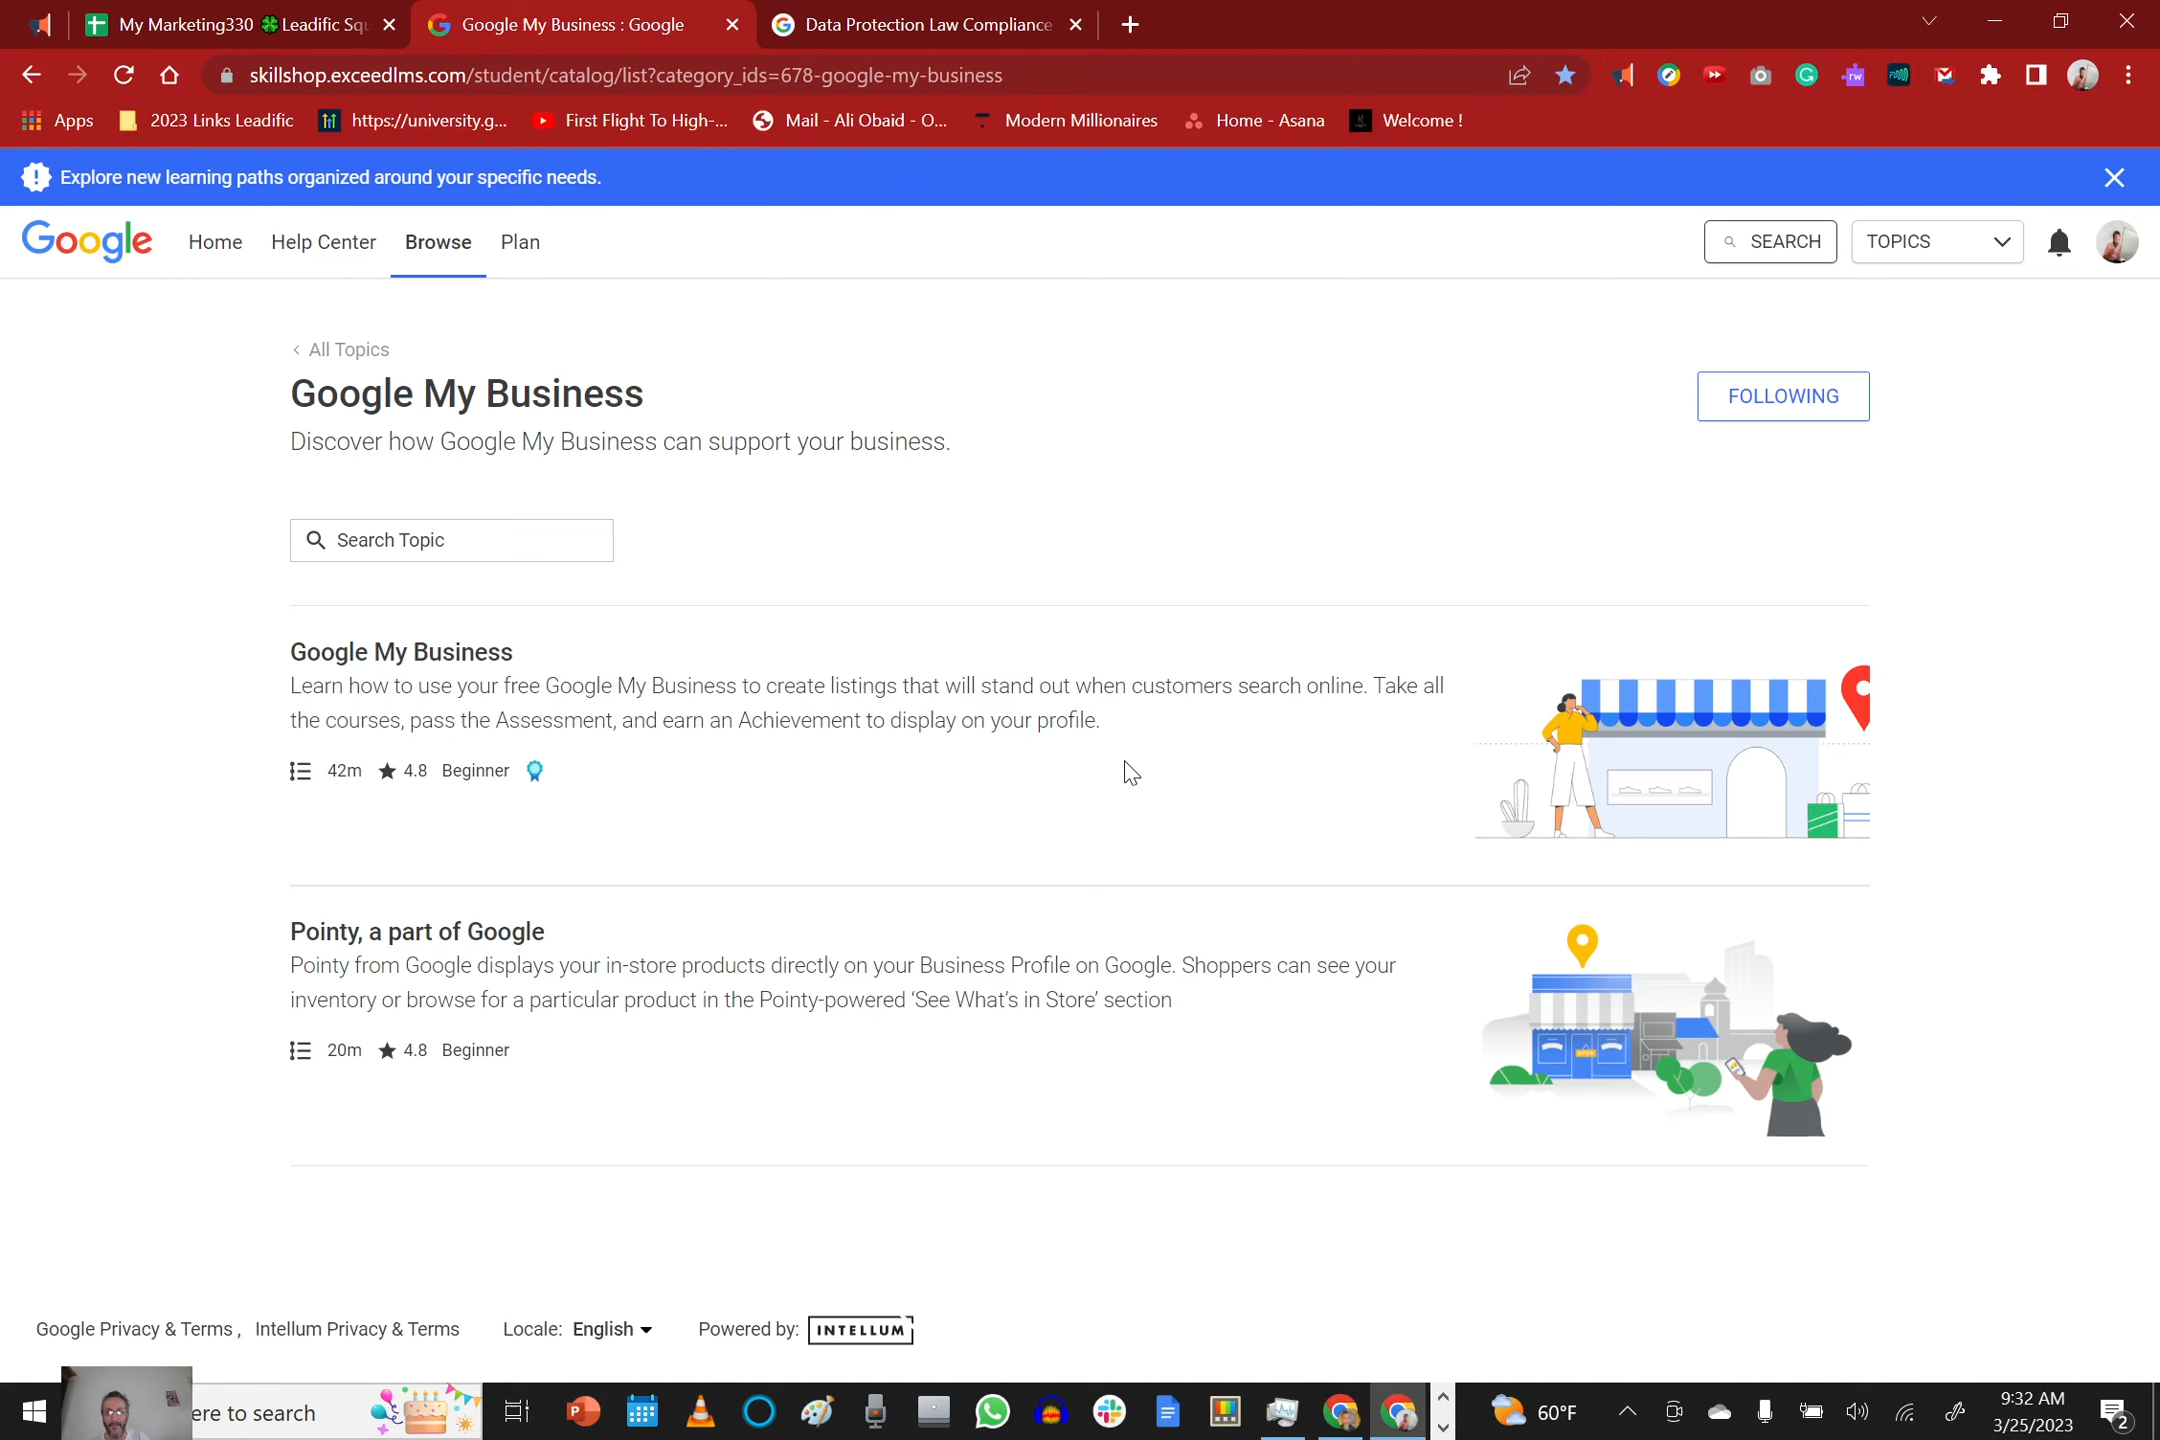 My Marketing330 🍀Leadific Squ
Google My Business : Google
Data Protection Law Compliance
skillshop.exceedlms.com/student/catalog/list?category_ids=678-google-my-business
Apps
2023 Links Leadific
https://university.g...
First Flight To High-...
Mail - Ali Obaid - O...
Modern Millionaires
Home - Asana
Welcome !
Explore new learning paths organized around your specific needs.
Google
Home
Help Center
Browse
Plan
SEARCH
TOPICS
All Topics
Google My Business
FOLLOWING
Discover how Google My Business can support your business.
Search Topic
Google My Business
Learn how to use your free Google My Business to create listings that will stand out when customers search online. Take all
the courses, pass the Assessment, and earn an Achievement to display on your profile.
42m ★ 4.8 Beginner
Pointy, a part of Google
Pointy from Google displays your in-store products directly on your Business Profile on Google. Shoppers can see your
inventory or browse for a particular product in the Pointy-powered ‘See What’s in Store’ section
20m ★ 4.8 Beginner
Google Privacy & Terms ,
Intellum Privacy & Terms
Locale: English
Powered by: INTELLUM
ere to search
60°F
9:32 AM
3/25/2023
2